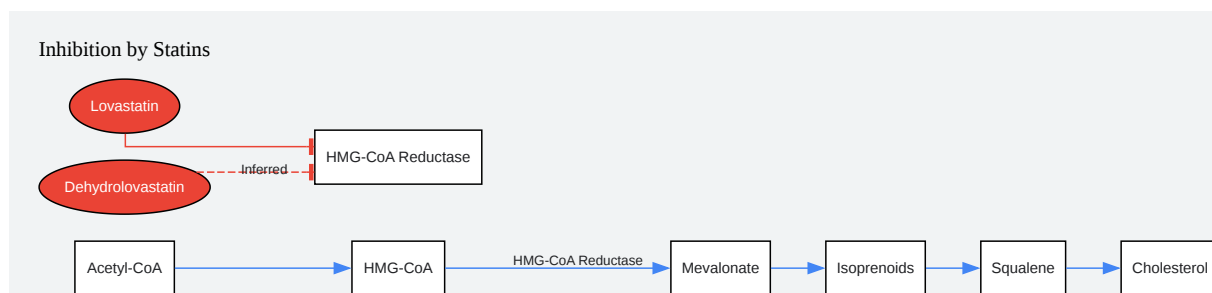 Inhibition by Statins
Lovastatin
HMG-CoA Reductase
Inferred
Dehydrolovastatin
Acetyl-CoA
HMG-CoA
HMG-CoA Reductase
Mevalonate
Isoprenoids
Squalene
Cholesterol